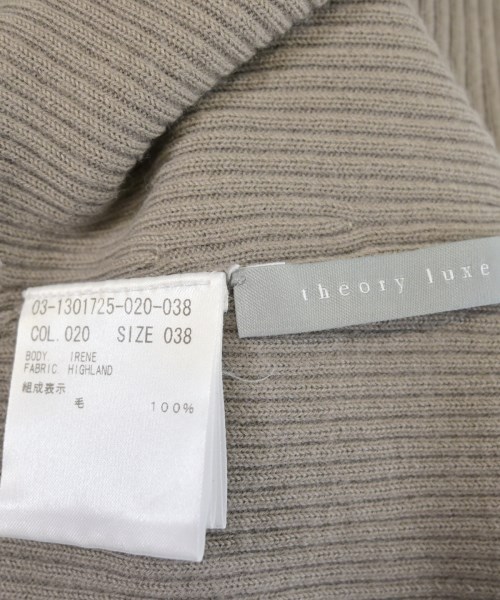 theory luxe
03-1301725-020-038
COL. 020 SIZE 038
BODY IRENE
FABRIC HIGHLAND
組成表示
毛 100%